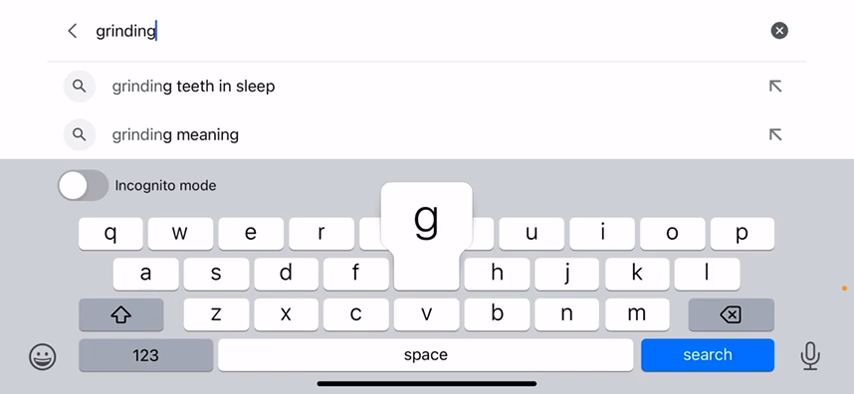 grinding
grinding teeth in sleep
grinding meaning
Incognito mode
g
q w e r u i o p
a s d f h j k l
z x c v b n m
123 space search